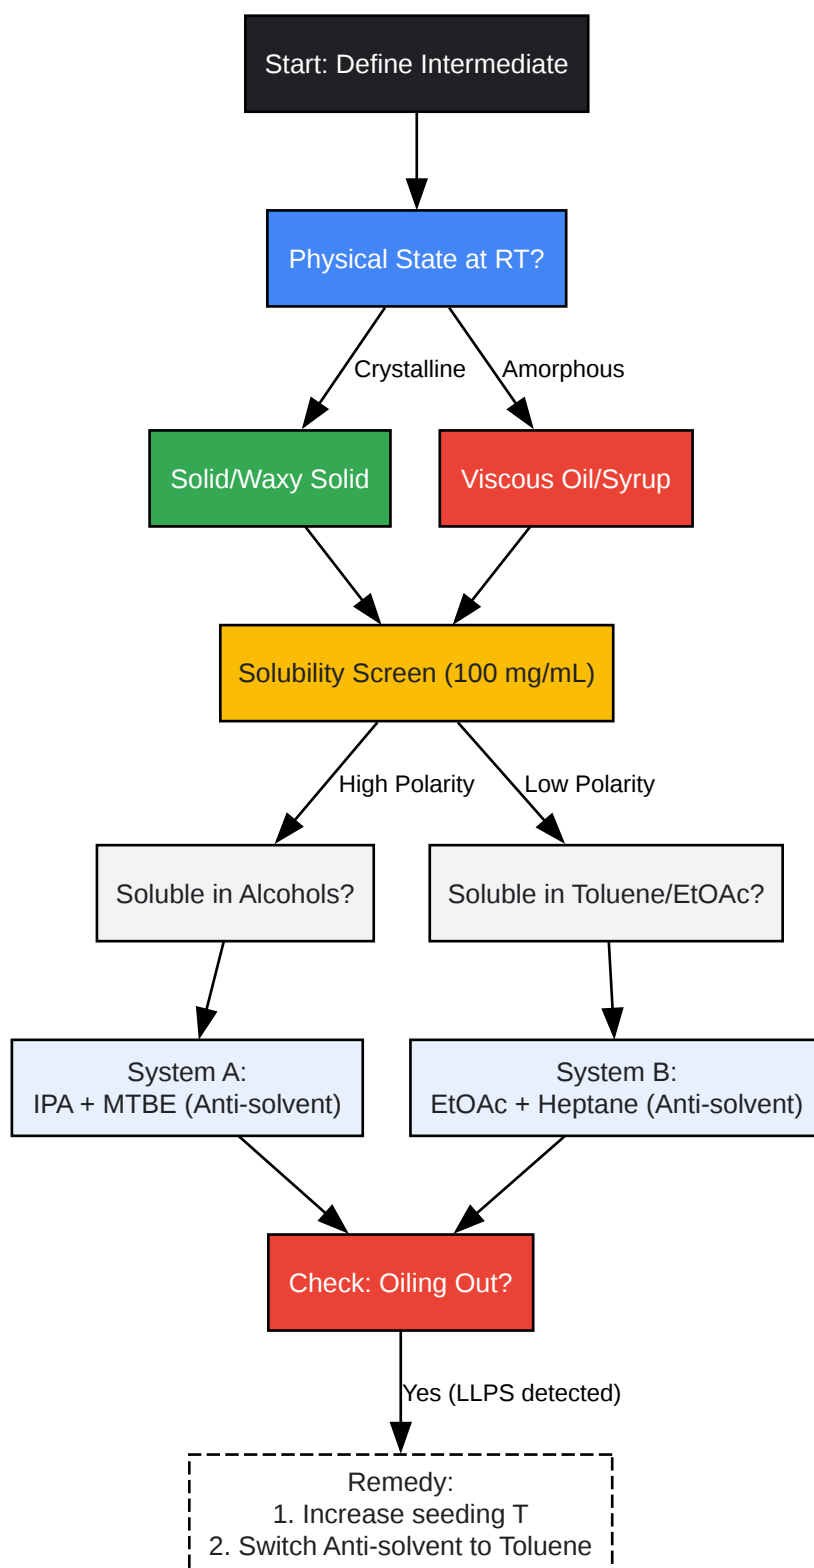 Start: Define Intermediate
Physical State at RT?
Crystalline
Amorphous
Solid/Waxy Solid
Viscous Oil/Syrup
Solubility Screen (100 mg/mL)
High Polarity
Low Polarity
Soluble in Alcohols?
Soluble in Toluene/EtOAc?
System A:
IPA + MTBE (Anti-solvent)
System B:
EtOAc + Heptane (Anti-solvent)
Check: Oiling Out?
Yes (LLPS detected)
Remedy:
1. Increase seeding T
2. Switch Anti-solvent to Toluene